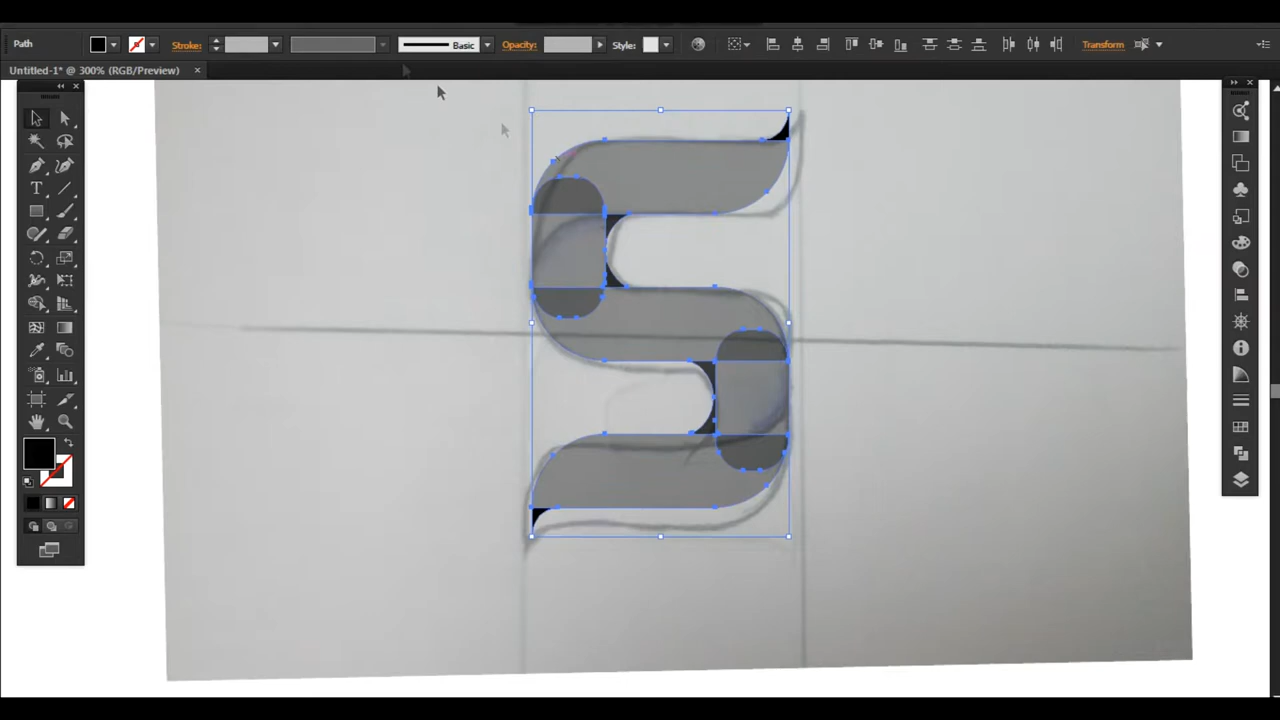 Path Stroke: Basic Opacity: Style: Transform
Untitled-1* @ 300% (RGB/Preview) ×